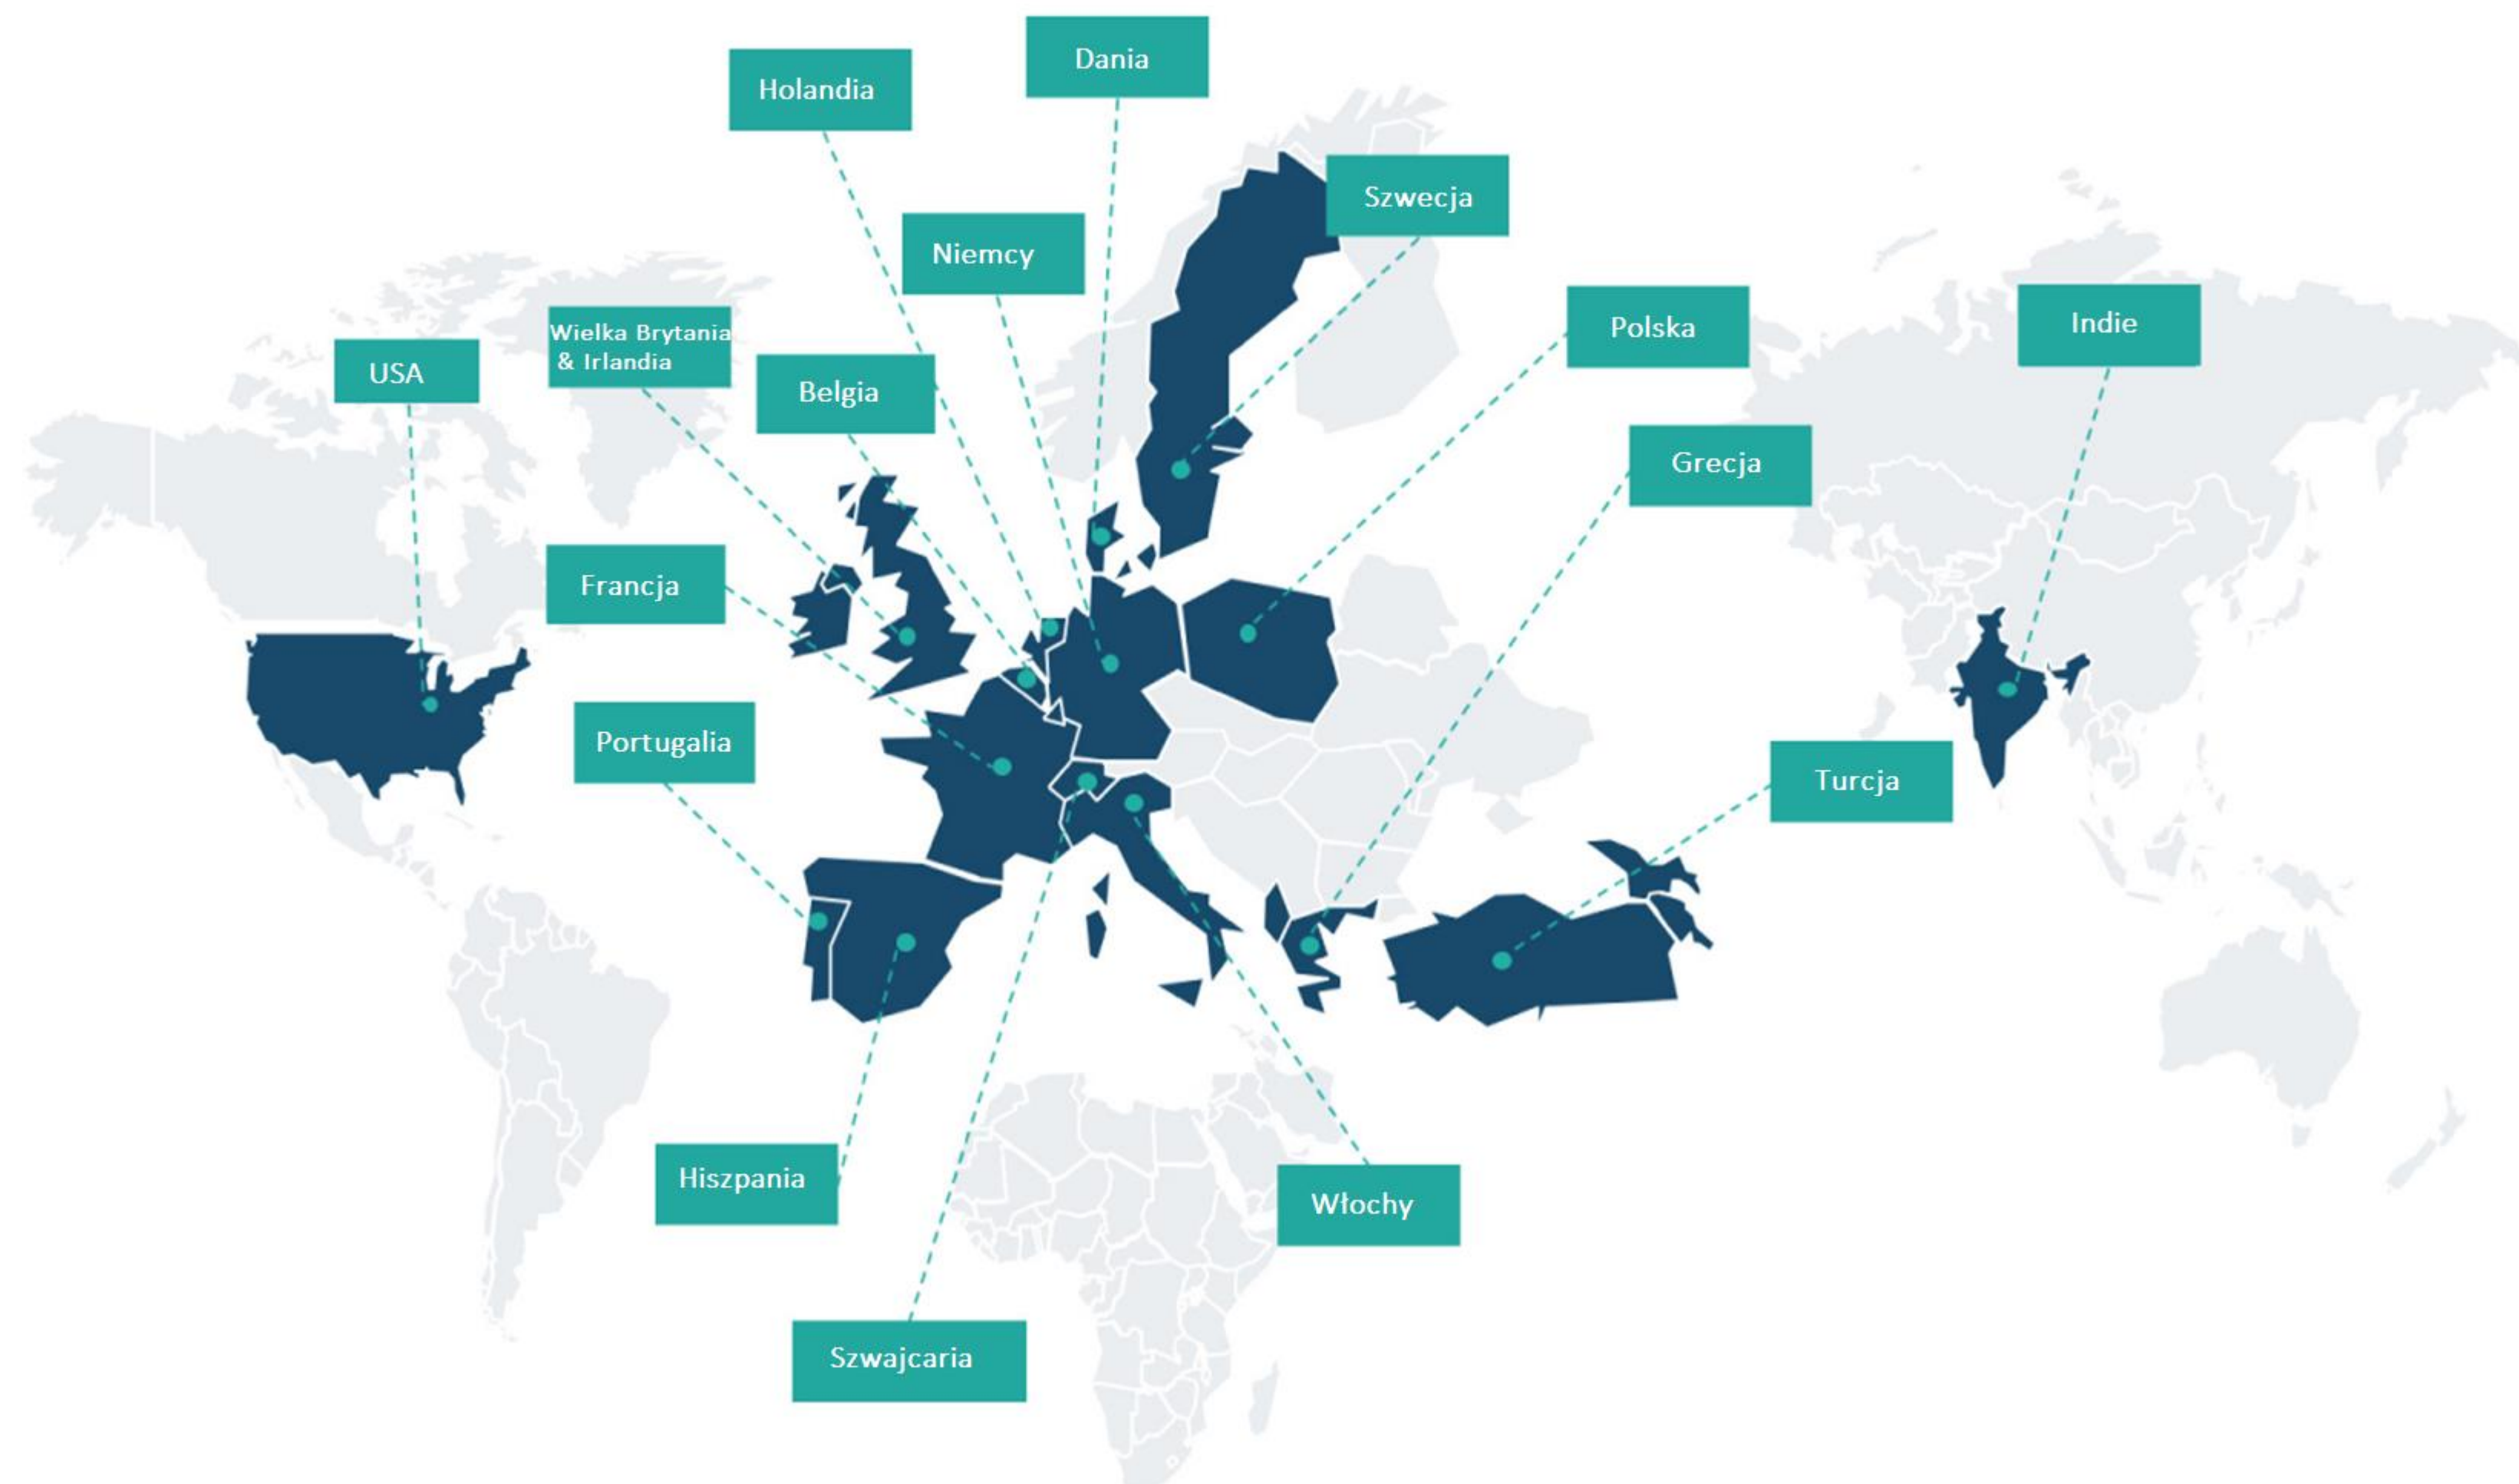 Dania
Holandia
Szwecja
Niemcy
Wielka Brytania
& Irlandia
Polska
Indie
USA
Belgia
Grecja
Francja
Portugalia
Turcja
Hiszpania
Włochy
Szwajcaria